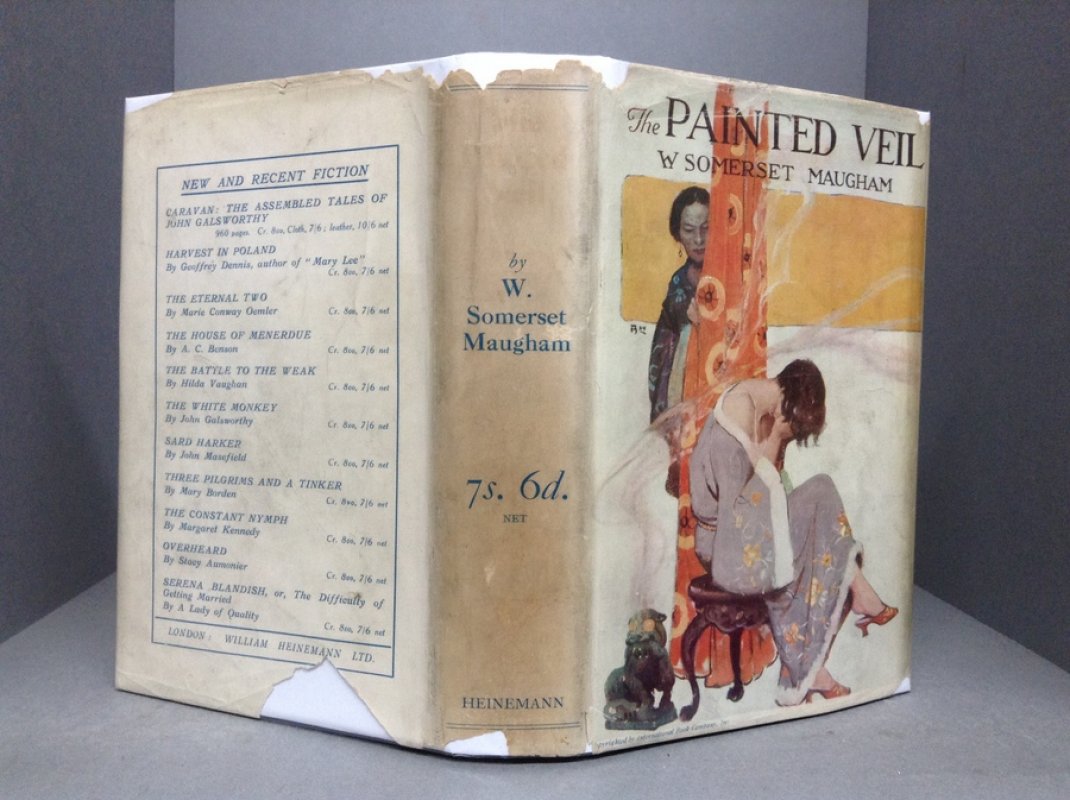 NEW AND RECENT FICTION
CARAVAN: THE ASSEMBLED TALES OF
JOHN GALSWORTHY
960 pages. Cr. 8vo, Cloth, 7/6; leather, 10/6 net
HARVEST IN POLAND
By Geoffrey Dennis, author of "Mary Lee"
Cr. 8vo, 7/6 net
THE ETERNAL TWO
By Marie Conway Oemler
Cr. 8vo, 7/6 net
THE HOUSE OF MENERDUE
By A. C. Benson
Cr. 8vo, 7/6 net
THE BATTLE TO THE WEAK
By Hilda Vaughan
Cr. 8vo, 7/6 net
THE WHITE MONKEY
By John Galsworthy
Cr. 8vo, 7/6 net
SARD HARKER
By John Masefield
Cr. 8vo, 7/6 net
THREE PILGRIMS AND A TINKER
By Mary Borden
Cr. 8vo, 7/6 net
THE CONSTANT NYMPH
By Margaret Kennedy
Cr. 8vo, 7/6 net
OVERHEARD
By Stacy Aumonier
Cr. 8vo, 7/6 net
SERENA BLANDISH, or, The Difficulty of
Getting Married
By A Lady of Quality
Cr. 8vo, 7/6 net
LONDON: WILLIAM HEINEMANN LTD.
by
W.
Somerset
Maugham
7s. 6d.
NET
HEINEMANN
The PAINTED VEIL
W SOMERSET MAUGHAM
by International Book Company, Inc